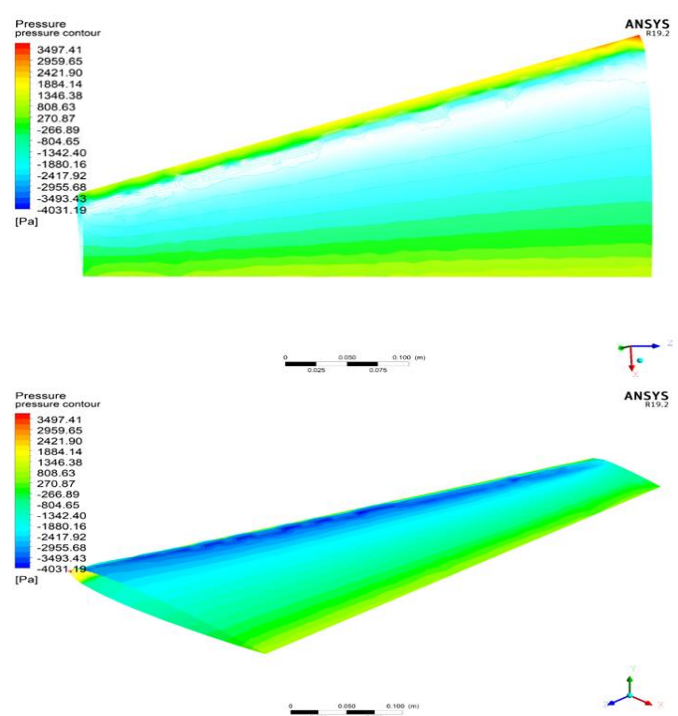 Pressure
pressure contour
3497.41
2959.65
2421.90
1884.14
1346.38
808.63
270.87
-266.89
-804.65
-1342.40
-1880.16
-2417.92
-2955.68
-3493.43
-4031.19
[Pa]
ANSYS
R19.2
0 0.050 0.100 (m)
0.025 0.075
Z
X
Pressure
pressure contour
3497.41
2959.65
2421.90
1884.14
1346.38
808.63
270.87
-266.89
-804.65
-1342.40
-1880.16
-2417.92
-2955.68
-3493.43
-4031.19
[Pa]
ANSYS
R19.2
Y
Z X
0 0.050 0.100 (m)